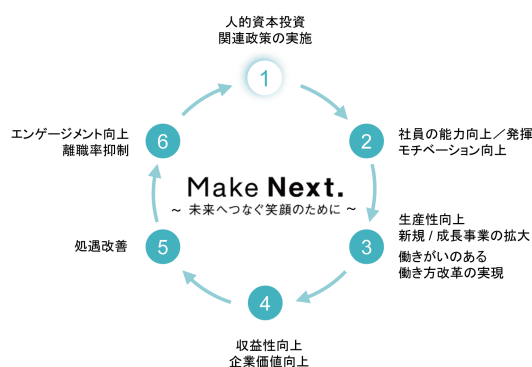 人的資本投資
関連政策の実施
1
2
社員の能力向上／発揮
モチベーション向上
3
生産性向上
新規 / 成長事業の拡大
働きがいのある
働き方改革の実現
4
収益性向上
企業価値向上
5
処遇改善
6
エンゲージメント向上
離職率抑制
Make Next.
～ 未来へつなぐ笑顔のために ～